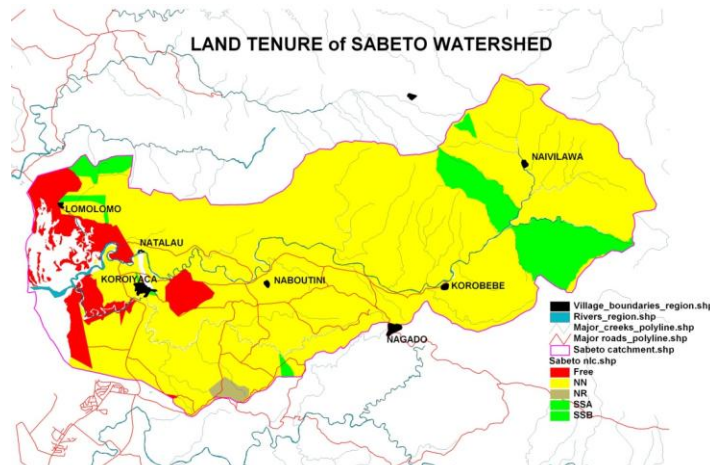 LAND TENURE of SABETO WATERSHED
NAIVILAWA
LOMOLOMO
NATALAU
KOROIYACA
NABOUTINI
KOROBEBE
NAGADO
Village_boundaries_region.shp
Rivers_region.shp
Major_creeks_polyline.shp
Major roads_polyline.shp
Sabeto catchment.shp
Sabeto nlc.shp
Free
NN
NR
SSA
SSB